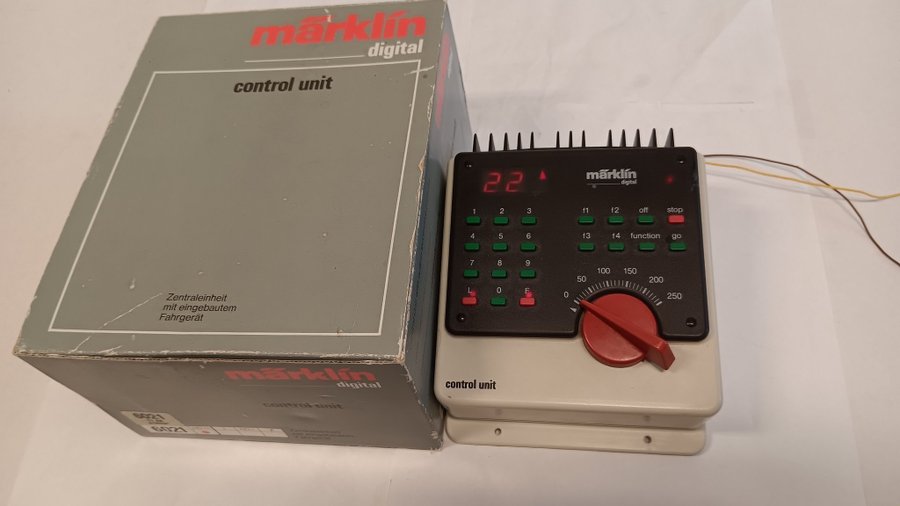 märklin
digital
control unit
Zentraleinheit
mit eingebautem
Fahrgerät
märklin
digital
control unit
6021
6021
22
märklin
digital
1 2 3 f1 f2 off stop
4 5 6 f3 f4 function go
7 8 9
L 0 E
0 50 100 150 200 250
control unit